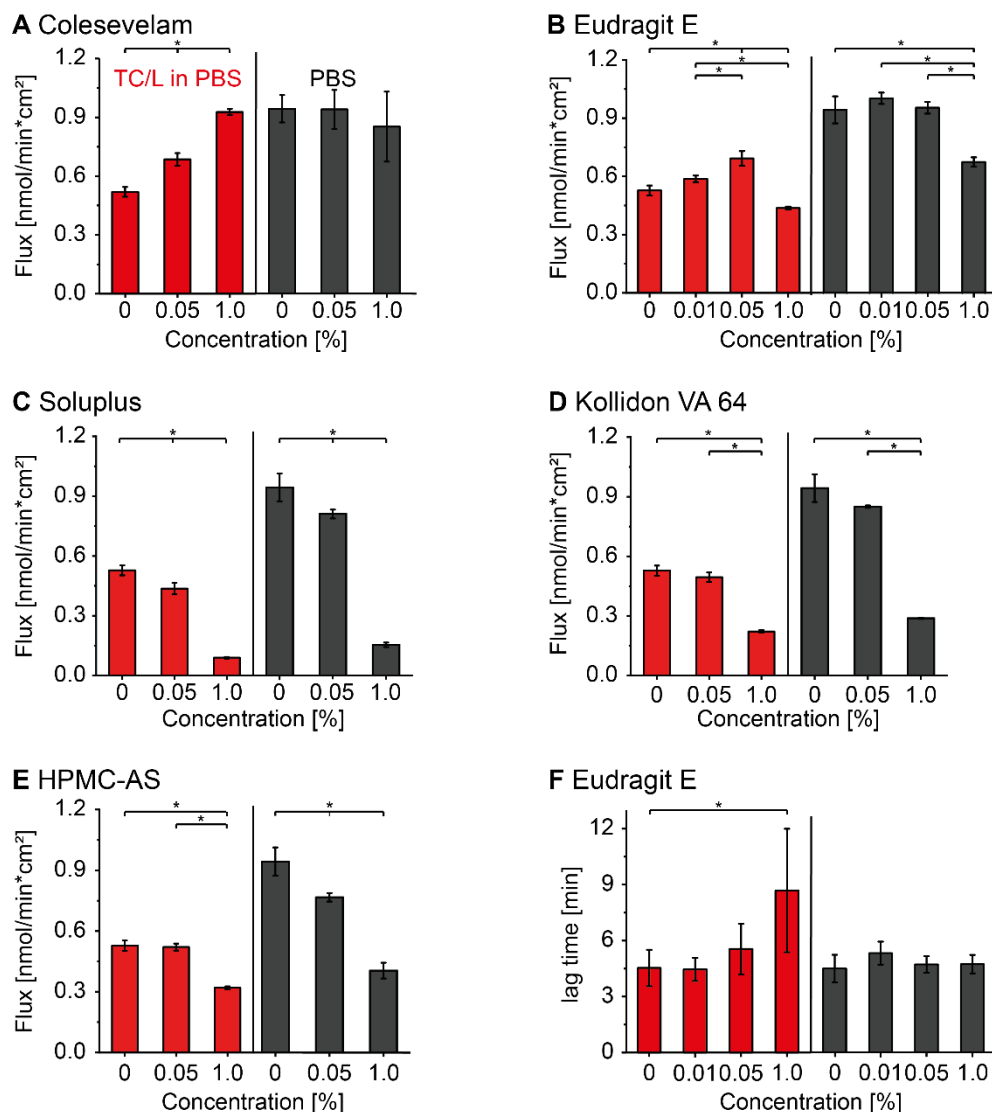 A Colesevelam
*
TC/L in PBS
PBS
Flux [nmol/min*cm²]
1.2
0.9
0.6
0.3
0.0
0 0.05 1.0 0 0.05 1.0
Concentration [%]
B Eudragit E
* *
* *
* *
Flux [nmol/min*cm²]
1.2
0.9
0.6
0.3
0.0
0 0.01 0.05 1.0 0 0.01 0.05 1.0
Concentration [%]
C Soluplus
* *
Flux [nmol/min*cm²]
1.2
0.9
0.6
0.3
0.0
0 0.05 1.0 0 0.05 1.0
Concentration [%]
D Kollidon VA 64
* *
* *
Flux [nmol/min*cm²]
1.2
0.9
0.6
0.3
0.0
0 0.05 1.0 0 0.05 1.0
Concentration [%]
E HPMC-AS
* *
*
Flux [nmol/min*cm²]
1.2
0.9
0.6
0.3
0.0
0 0.05 1.0 0 0.05 1.0
Concentration [%]
F Eudragit E
*
lag time [min]
12
9
6
3
0
0 0.01 0.05 1.0 0 0.01 0.05 1.0
Concentration [%]